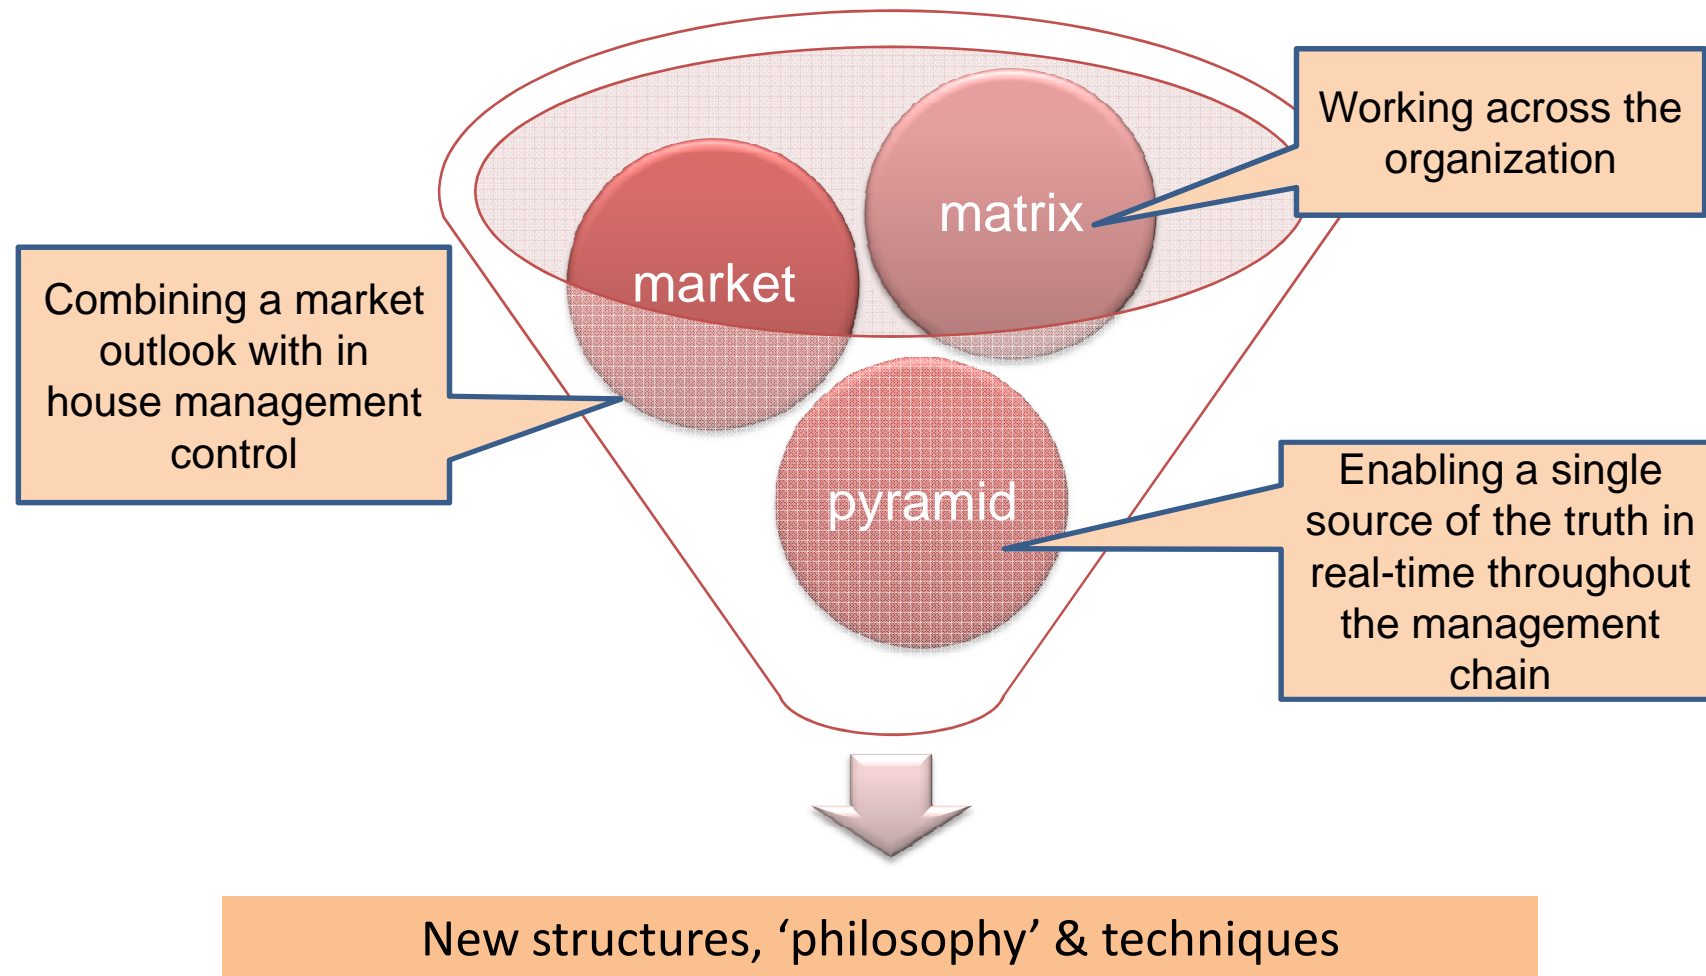 Working across the
organization
matrix
market
Combining a market
outlook with in
house management
control
pyramid
Enabling a single
source of the truth in
real-time throughout
the management
chain
New structures, ‘philosophy’ & techniques